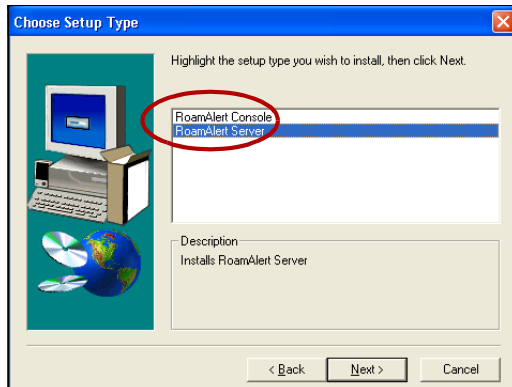 Choose Setup Type
Highlight the setup type you wish to install, then click Next.
RoamAlert Console
RoamAlert Server
Description
Installs RoamAlert Server
< Back
Next >
Cancel